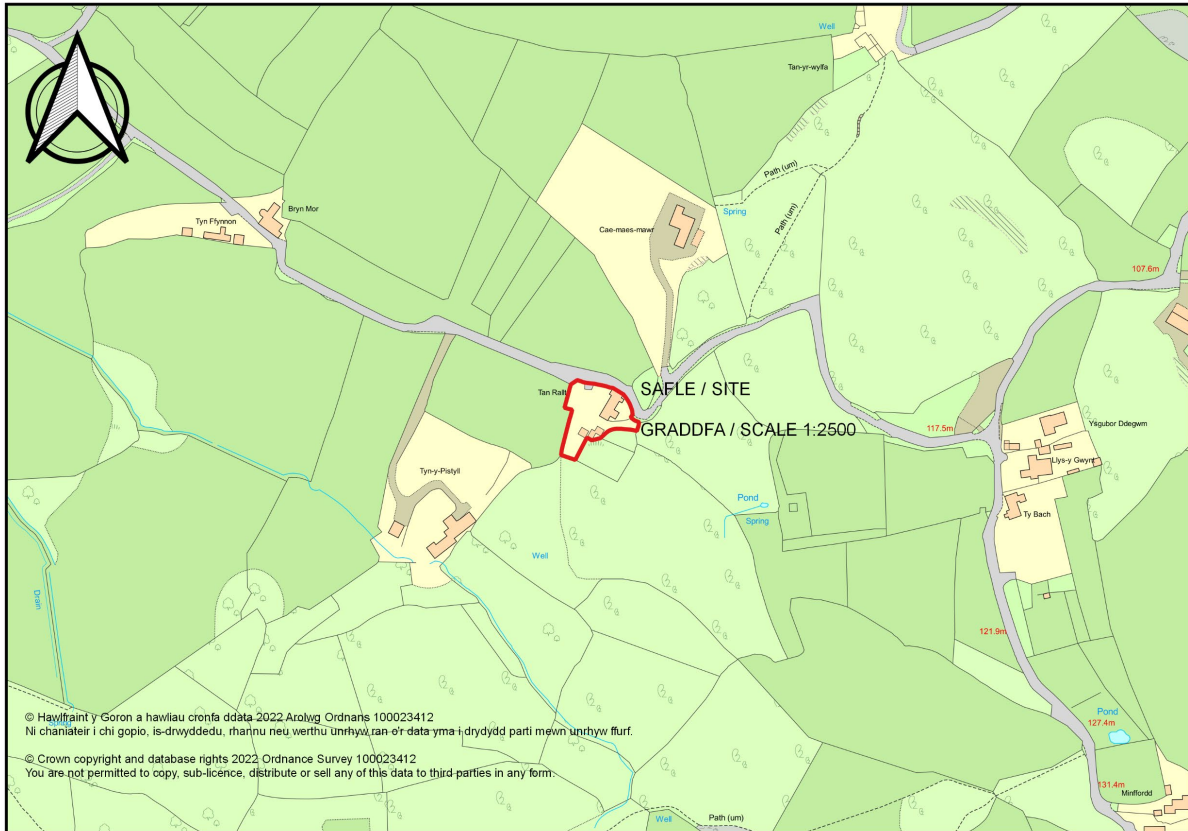 Well
Tan-yr-wylfa
Path (um)
Bryn Mor
Tyn Ffynnon
Spring
Path (um)
Cae-maes-mawr
107.6m
SAFLE / SITE
Tan Rallt
GRADDFA / SCALE 1:2500
117.5m
Ysgubor Ddegwm
Llys-y Gwynt
Tyn-y-Pistyll
Pond
Spring
Ty Bach
Well
Drain
121.9m
Pond
127.4m
Spring
© Hawlfraint y Goron a hawliau cronfa ddata 2022 Arolwg Ordnans 100023412
Ni chaniateir i chi gopio, is-drwyddedu, rhannu neu werthu unrhyw ran o'r data yma i drydydd parti mewn unrhyw ffurf.
© Crown copyright and database rights 2022 Ordnance Survey 100023412
You are not permitted to copy, sub-licence, distribute or sell any of this data to third parties in any form.
131.4m
Minffordd
Well
Path (um)